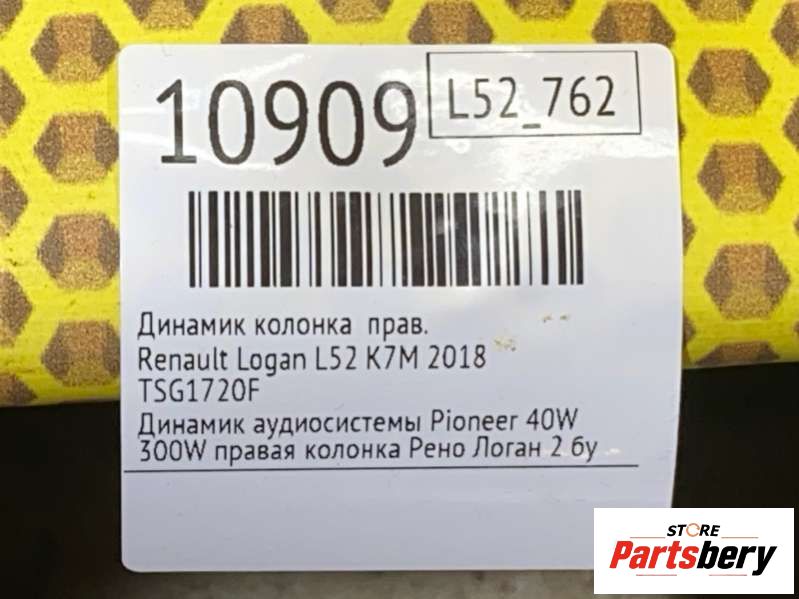 10909
L52_762
Динамик колонка прав.
Renault Logan L52 K7M 2018
TSG1720F
Динамик аудиосистемы Pioneer 40W
300W правая колонка Рено Логан 2 бу
STORE
Partsbery